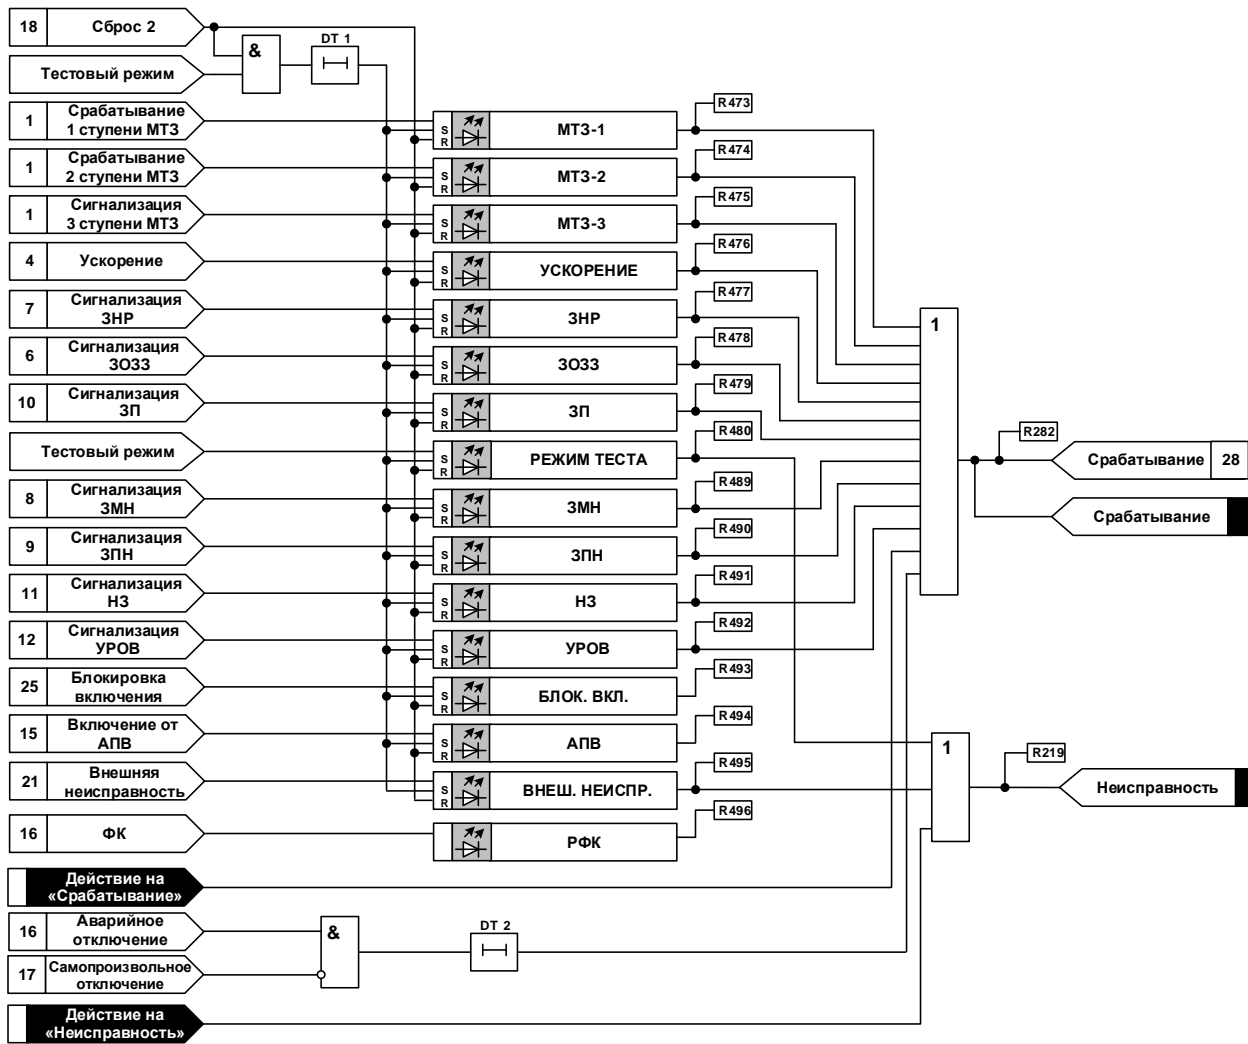 18 Сброс 2
&
DT 1
Тестовый режим
R473
1 Срабатывание
1 ступени МТЗ
S
R
МТЗ-1
R474
1 Срабатывание
2 ступени МТЗ
S
R
МТЗ-2
R475
1 Сигнализация
3 ступени МТЗ
S
R
МТЗ-3
R476
4 Ускорение
S
R
УСКОРЕНИЕ
R477
7 Сигнализация
ЗНР
S
R
ЗНР
1
R478
6 Сигнализация
ЗОЗЗ
S
R
ЗОЗЗ
R479
10 Сигнализация
ЗП
S
R
ЗП
R480
R282
Тестовый режим
S
R
РЕЖИМ ТЕСТА
Срабатывание 28
R489
8 Сигнализация
ЗМН
S
R
ЗМН
Срабатывание
R490
9 Сигнализация
ЗПН
S
R
ЗПН
R491
11 Сигнализация
НЗ
S
R
НЗ
R492
12 Сигнализация
УРОВ
S
R
УРОВ
R493
25 Блокировка
включения
S
R
БЛОК. ВКЛ.
R494
15 Включение от
АПВ
S
R
АПВ
1
R219
R495
21 Внешняя
неисправность
S
R
ВНЕШ. НЕИСПР.
Неисправность
R496
16 ФК
РФК
Действие на
«Срабатывание»
16 Аварийное
отключение
&
DT 2
17 Самопроизвольное
отключение
Действие на
«Неисправность»